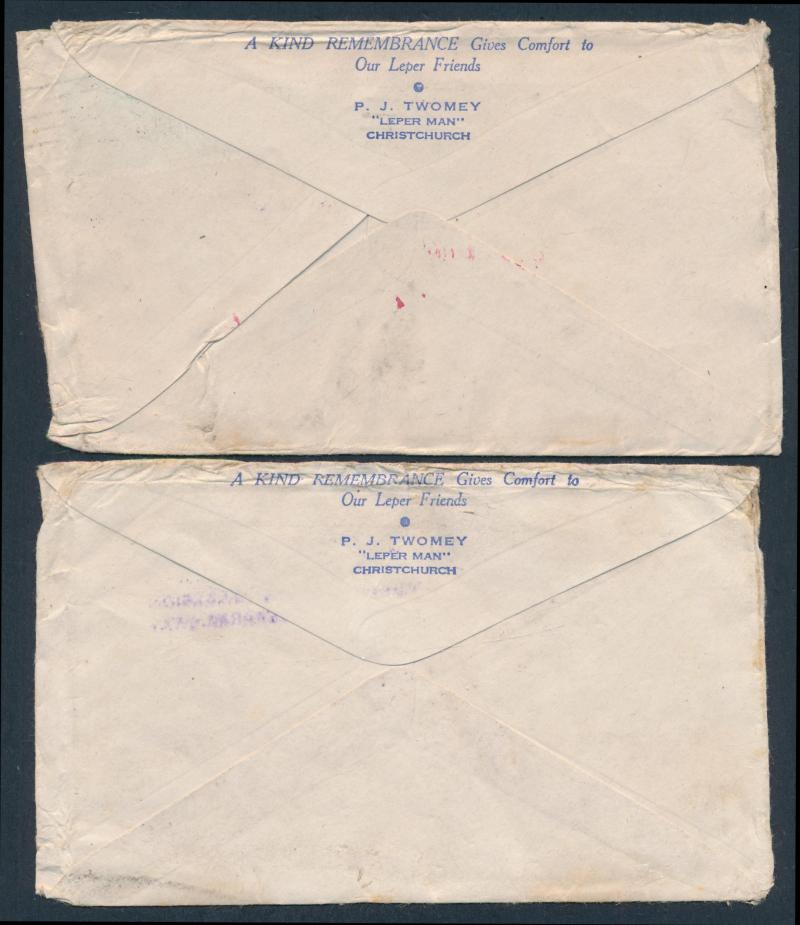 A KIND REMEMBRANCE Gives Comfort to
Our Leper Friends
P. J. TWOMEY
"LEPER MAN"
CHRISTCHURCH
A KIND REMEMBRANCE Gives Comfort to
Our Leper Friends
P. J. TWOMEY
"LEPER MAN"
CHRISTCHURCH